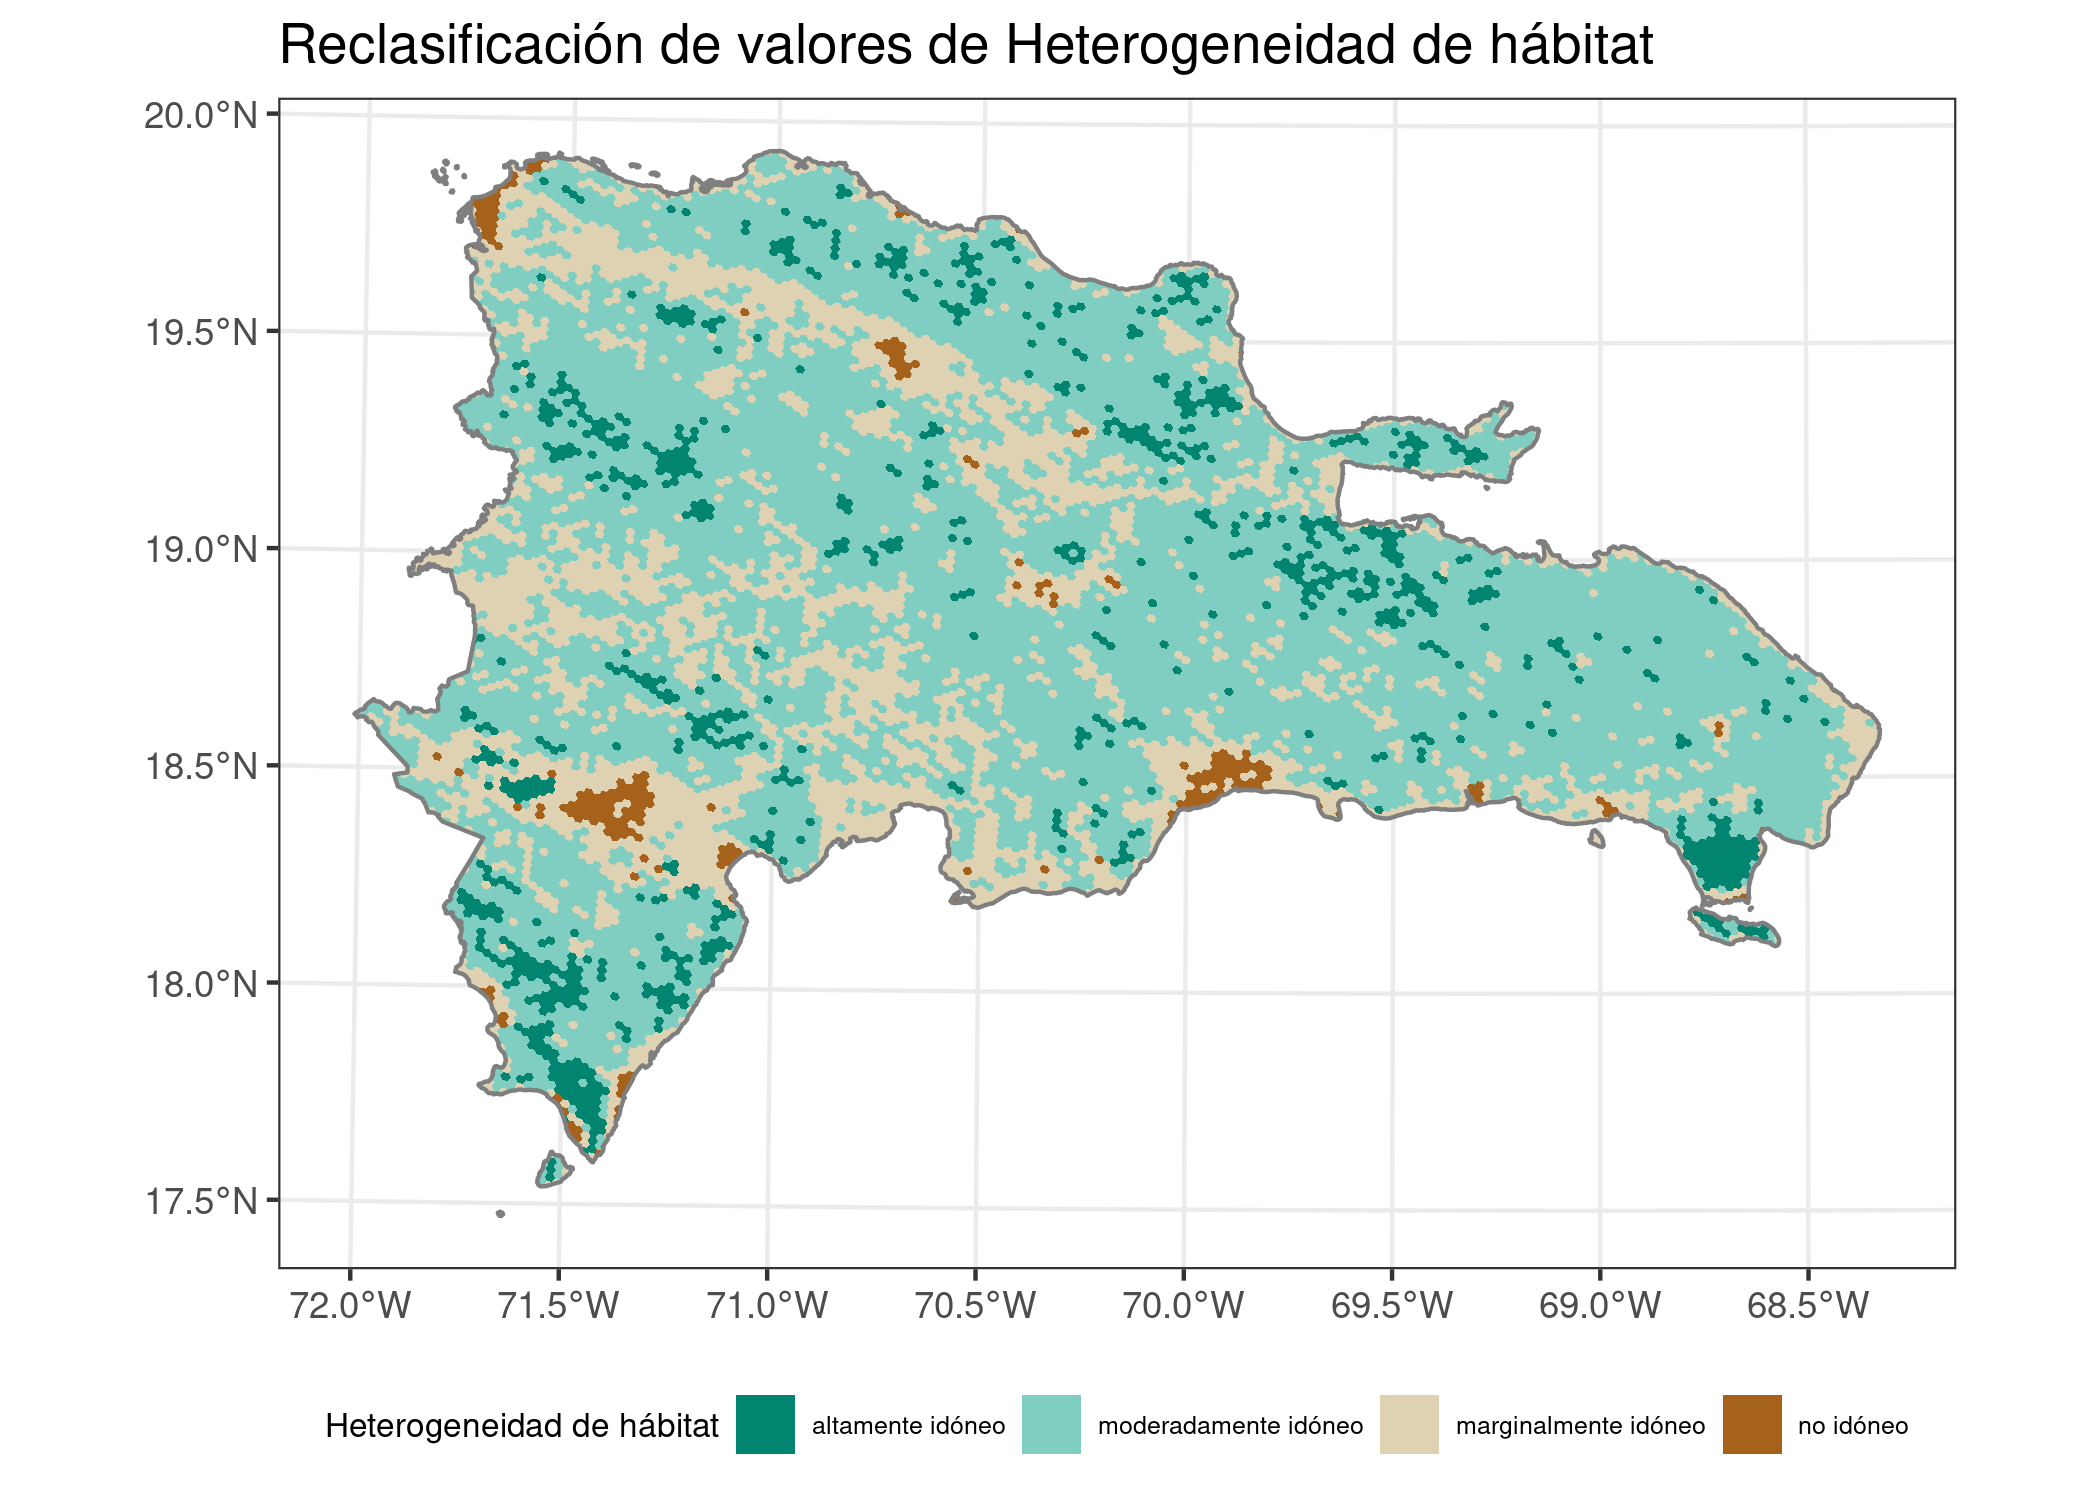 Reclasificación de valores de Heterogeneidad de hábitat
20.0°N
19.5°N
19.0°N
18.5°N
18.0°N
17.5°N
72.0°W 71.5°W 71.0°W 70.5°W 70.0°W 69.5°W 69.0°W 68.5°W
Heterogeneidad de hábitat altamente idóneo moderadamente idóneo marginalmente idóneo no idóneo